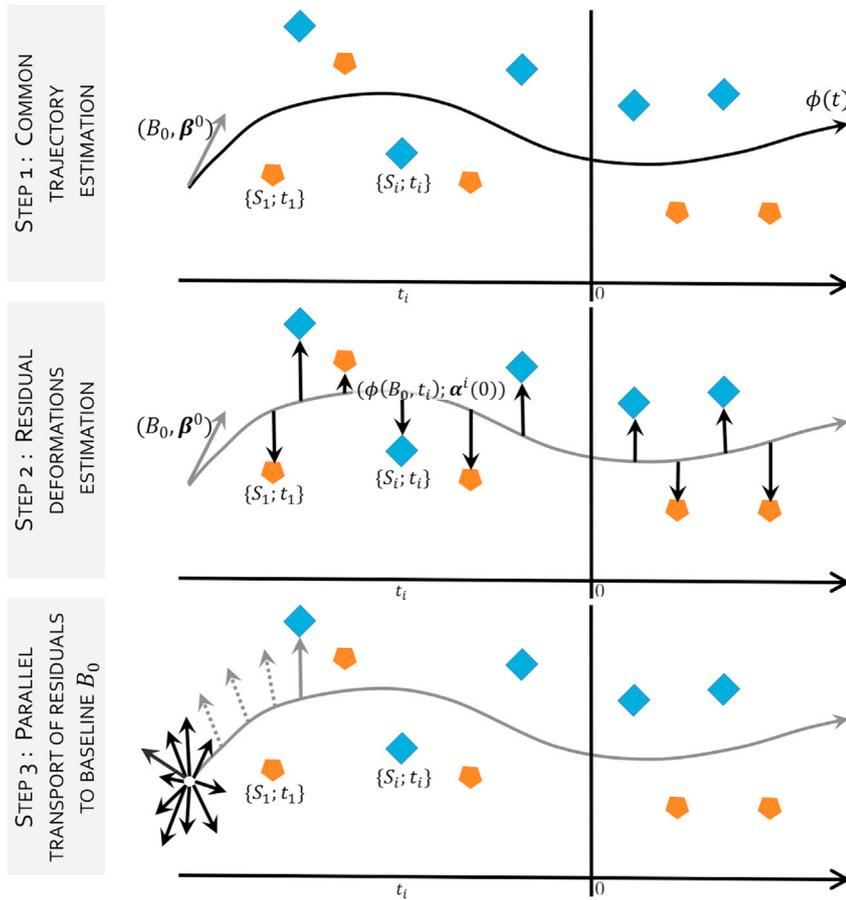 STEP 1 : COMMON
TRAJECTORY
ESTIMATION
(B₀, β⁰)
ϕ(t)
{S₁; t₁}
{Sᵢ; tᵢ}
tᵢ
0
STEP 2 : RESIDUAL
DEFORMATIONS
ESTIMATION
(B₀, β⁰)
(ϕ(B₀, tᵢ); αⁱ(0))
{S₁; t₁}
{Sᵢ; tᵢ}
tᵢ
0
STEP 3 : PARALLEL
TRANSPORT OF RESIDUALS
TO BASELINE B₀
{S₁; t₁}
{Sᵢ; tᵢ}
tᵢ
0